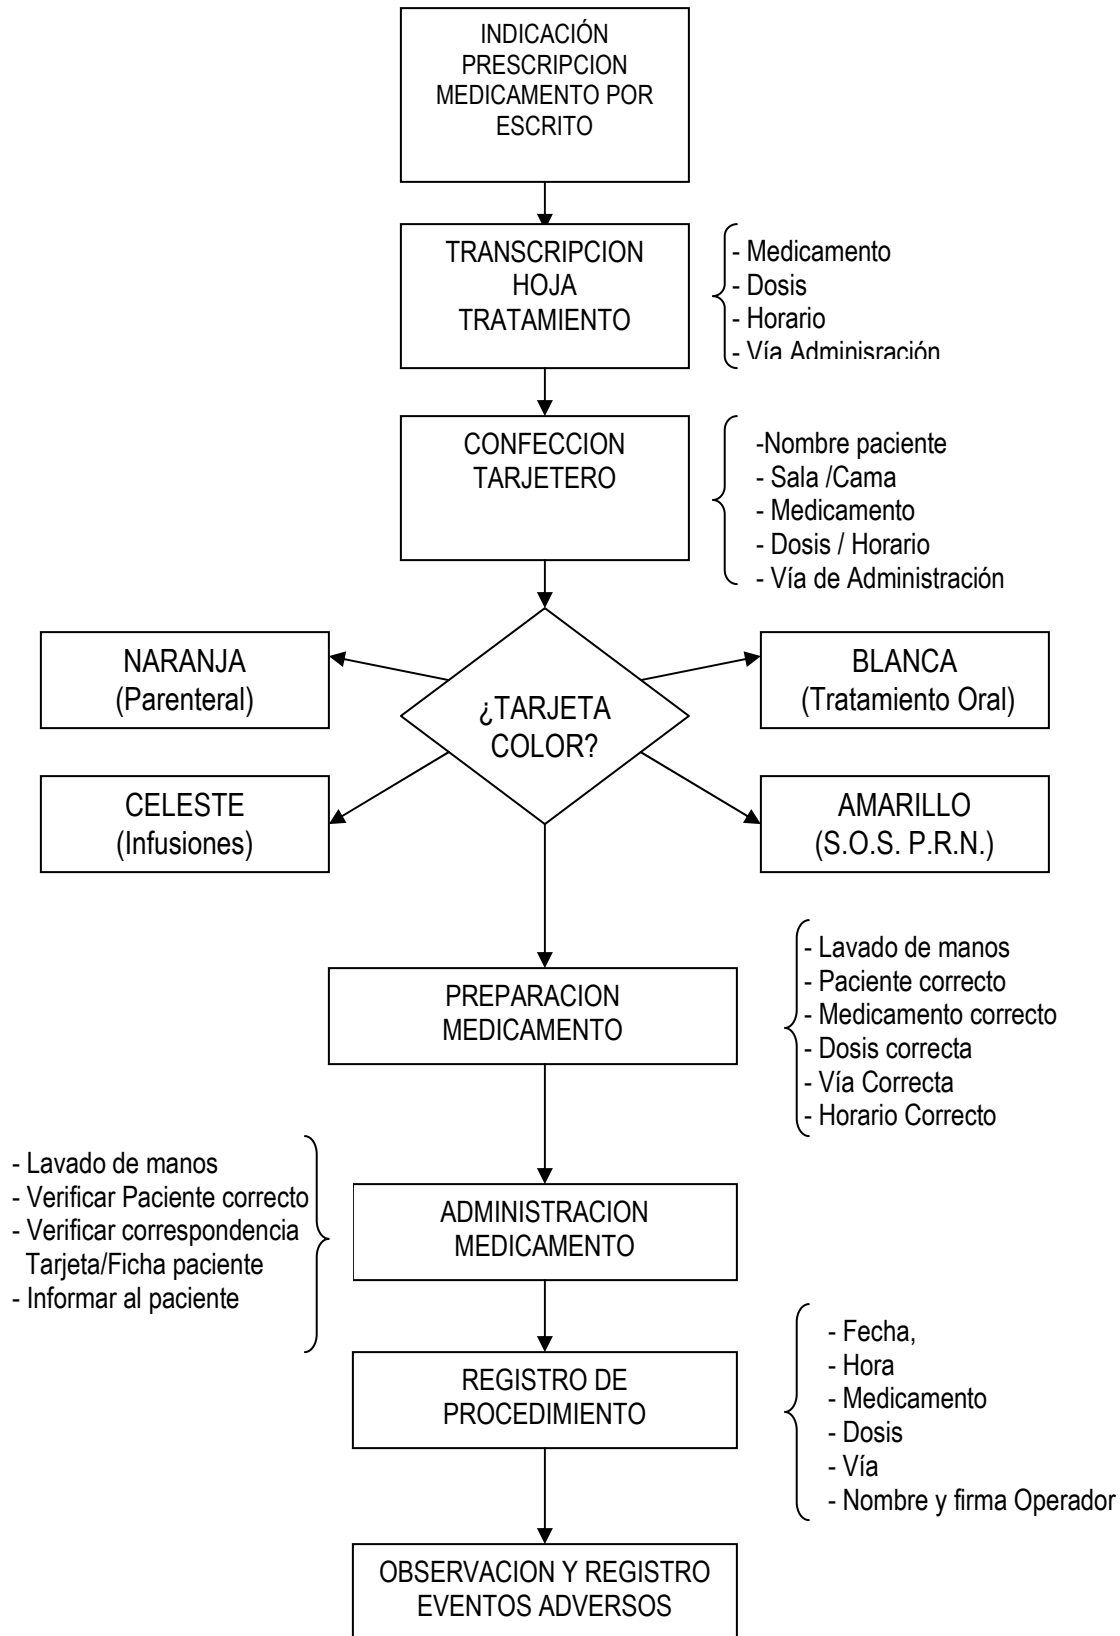 INDICACIÓN
PRESCRIPCION
MEDICAMENTO POR
ESCRITO
TRANSCRIPCION
HOJA
TRATAMIENTO
- Medicamento
- Dosis
- Horario
- Vía Adminisración
CONFECCION
TARJETERO
-Nombre paciente
- Sala /Cama
- Medicamento
- Dosis / Horario
- Vía de Administración
NARANJA
(Parenteral)
¿TARJETA
COLOR?
BLANCA
(Tratamiento Oral)
CELESTE
(Infusiones)
AMARILLO
(S.O.S. P.R.N.)
PREPARACION
MEDICAMENTO
- Lavado de manos
- Paciente correcto
- Medicamento correcto
- Dosis correcta
- Vía Correcta
- Horario Correcto
- Lavado de manos
- Verificar Paciente correcto
- Verificar correspondencia
Tarjeta/Ficha paciente
- Informar al paciente
ADMINISTRACION
MEDICAMENTO
REGISTRO DE
PROCEDIMIENTO
- Fecha,
- Hora
- Medicamento
- Dosis
- Vía
- Nombre y firma Operador
OBSERVACION Y REGISTRO
EVENTOS ADVERSOS